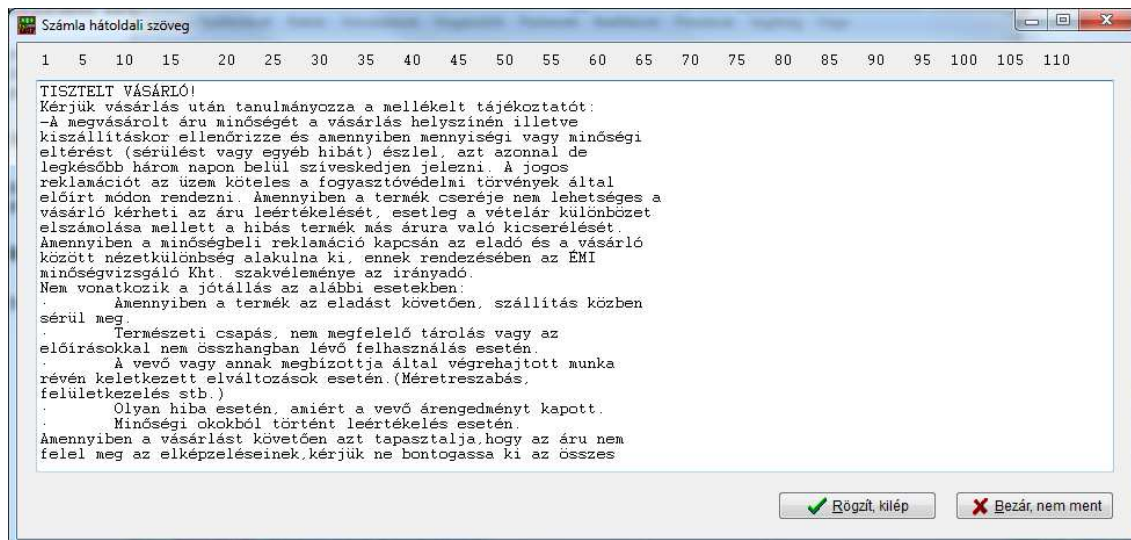 Számla hátoldali szöveg
1 5 10 15 20 25 30 35 40 45 50 55 60 65 70 75 80 85 90 95 100 105 110
TISZTELT VÁSÁRLÓ!
Kérjük vásárlás után tanulmányozza a mellékelt tájékoztatót:
-A megvásárolt áru minőségét a vásárlás helyszínén illetve
kiszállításkor ellenőrizze és amennyiben mennyiségi vagy minőségi
eltérést (sérülést vagy egyéb hibát) észlel, azt azonnal de
legkésőbb három napon belül szíveskedjen jelezni. A jogos
reklamációt az üzem köteles a fogyasztóvédelmi törvények által
előírt módon rendezni. Amennyiben a termék cseréje nem lehetséges a
vásárló kérheti az áru leértékelését, esetleg a vételár különbözet
elszámolása mellett a hibás termék más árura való kicserélését.
Amennyiben a minőségbeli reklamáció kapcsán az eladó és a vásárló
között nézetkülönbség alakulna ki, ennek rendezésében az ÉMI
minőségvizsgáló Kht. szakvéleménye az irányadó.
Nem vonatkozik a jótállás az alábbi esetekben:
· Amennyiben a termék az eladást követően, szállítás közben
sérül meg.
· Természeti csapás, nem megfelelő tárolás vagy az
előírásokkal nem összhangban lévő felhasználás esetén.
· A vevő vagy annak megbízottja által végrehajtott munka
révén keletkezett elváltozások esetén.(Méretreszabás,
felületkezelés stb.)
· Olyan hiba esetén, amiért a vevő árengedményt kapott.
· Minőségi okokból történt leértékelés esetén.
Amennyiben a vásárlást követően azt tapasztalja,hogy az áru nem
felel meg az elképzeléseinek,kérjük ne bontogassa ki az összes
Rögzít, kilép
Bezár, nem ment